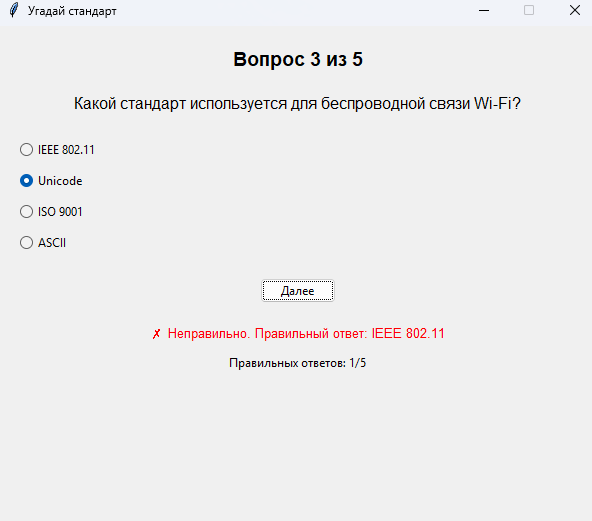 Угадай стандарт
Вопрос 3 из 5
Какой стандарт используется для беспроводной связи Wi-Fi?
IEEE 802.11
Unicode
ISO 9001
ASCII
Далее
✗ Неправильно. Правильный ответ: IEEE 802.11
Правильных ответов: 1/5